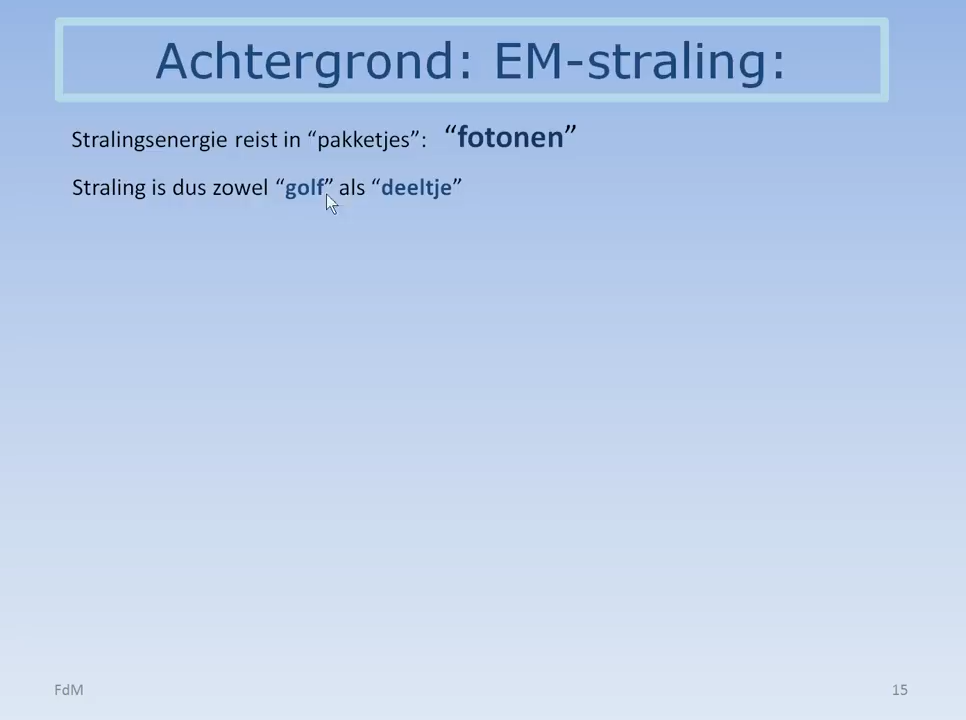 Achtergrond: EM-straling:
Stralingsenergie reist in “pakketjes”: “fotonen”
Straling is dus zowel “golf” als “deeltje”
FdM
15